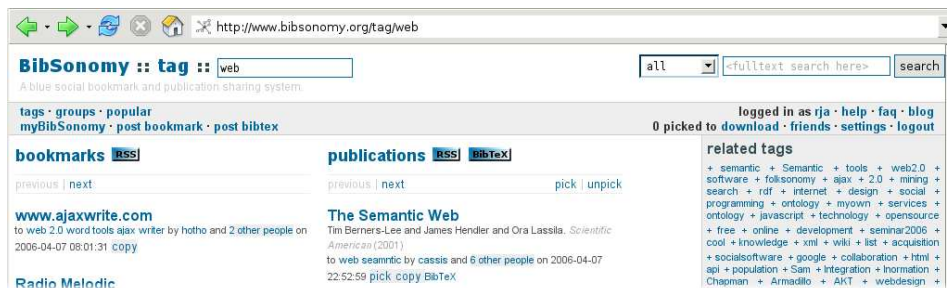 http://www.bibsonomy.org/tag/web
BibSonomy :: tag :: web
all <fulltext search here> search
A blue social bookmark and publication sharing system.
tags · groups · popular
myBibSonomy · post bookmark · post bibtex
logged in as rja · help · faq · blog
0 picked to download · friends · settings · logout
bookmarks RSS
previous | next
www.ajaxwrite.com
to web 2.0 word tools ajax writer by hotho and 2 other people on
2006-04-07 08:01:31 copy
Radio Melodic
publications RSS BibTeX
previous | next pick | unpick
The Semantic Web
Tim Berners-Lee and James Hendler and Ora Lassila. Scientific
American (2001)
to web seamntic by cassis and 6 other people on 2006-04-07
22:52:59 pick copy BibTeX
related tags
+ semantic + Semantic + tools + web2.0 +
software + folksonomy + ajax + 2.0 + mining +
search + rdf + internet + design + social +
programming + ontology + myown + services +
ontology + javascript + technology + opensource
+ free + online + development + seminar2006 +
cool + knowledge + xml + wiki + list + acquisition
+ socialsoftware + google + collaboration + html +
api + population + Sam + Integration + Inormation +
Chapman + Armadillo + AKT + webdesign +